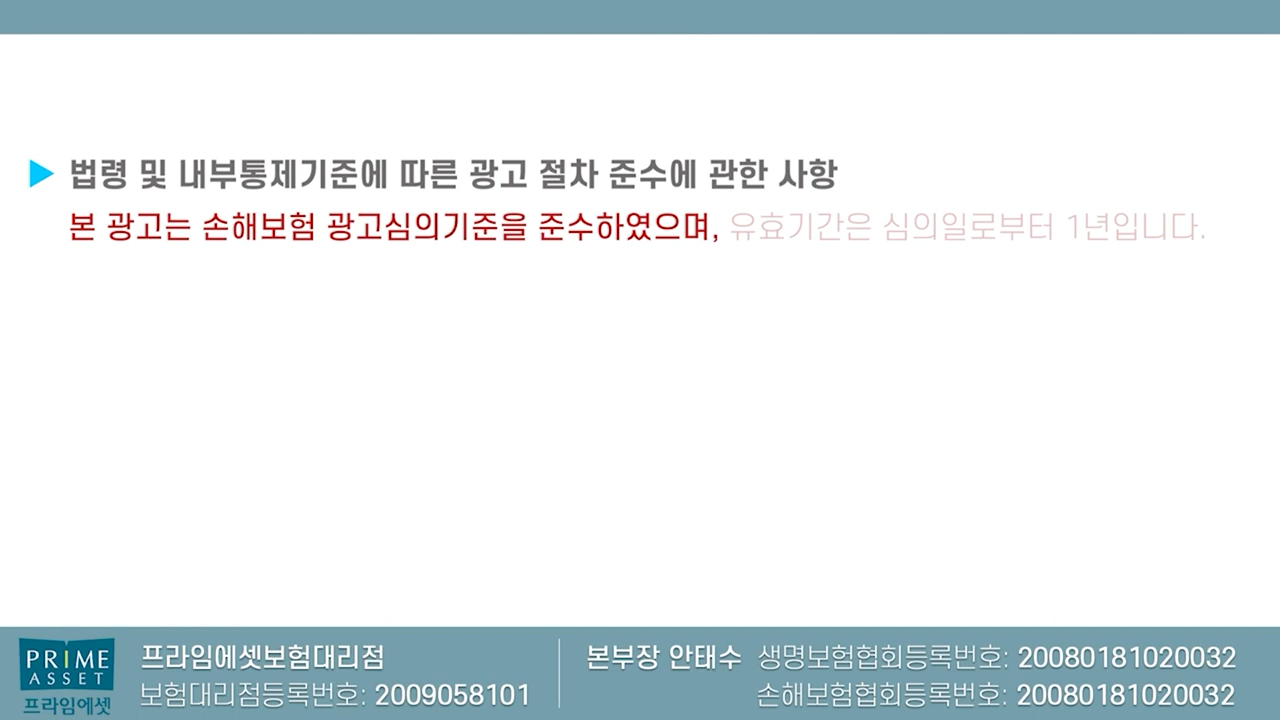 ▶ 법령 및 내부통제기준에 따른 광고 절차 준수에 관한 사항
본 광고는 손해보험 광고심의기준을 준수하였으며, 유효기간은 심의일로부터 1년입니다.
PRIME
ASSET
프라임에셋
프라임에셋보험대리점
보험대리점등록번호: 2009058101
본부장 안태수 생명보험협회등록번호: 20080181020032
손해보험협회등록번호: 20080181020032